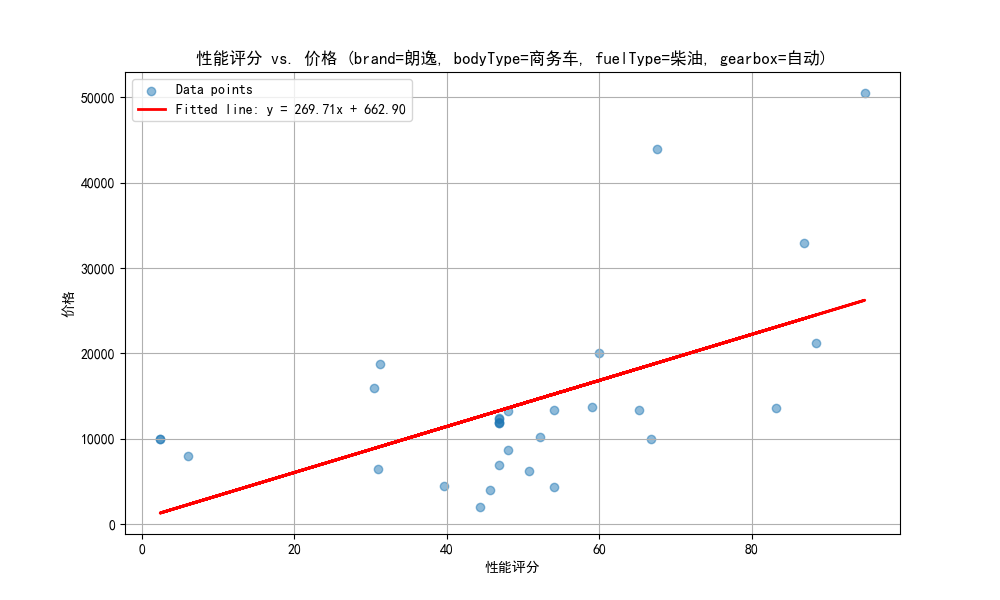 性能评分 vs. 价格 (brand=朗逸, bodyType=商务车, fuelType=柴油, gearbox=自动)
Data points
Fitted line: y = 269.71x + 662.90
50000
40000
30000
20000
10000
0
价格
0 20 40 60 80
性能评分